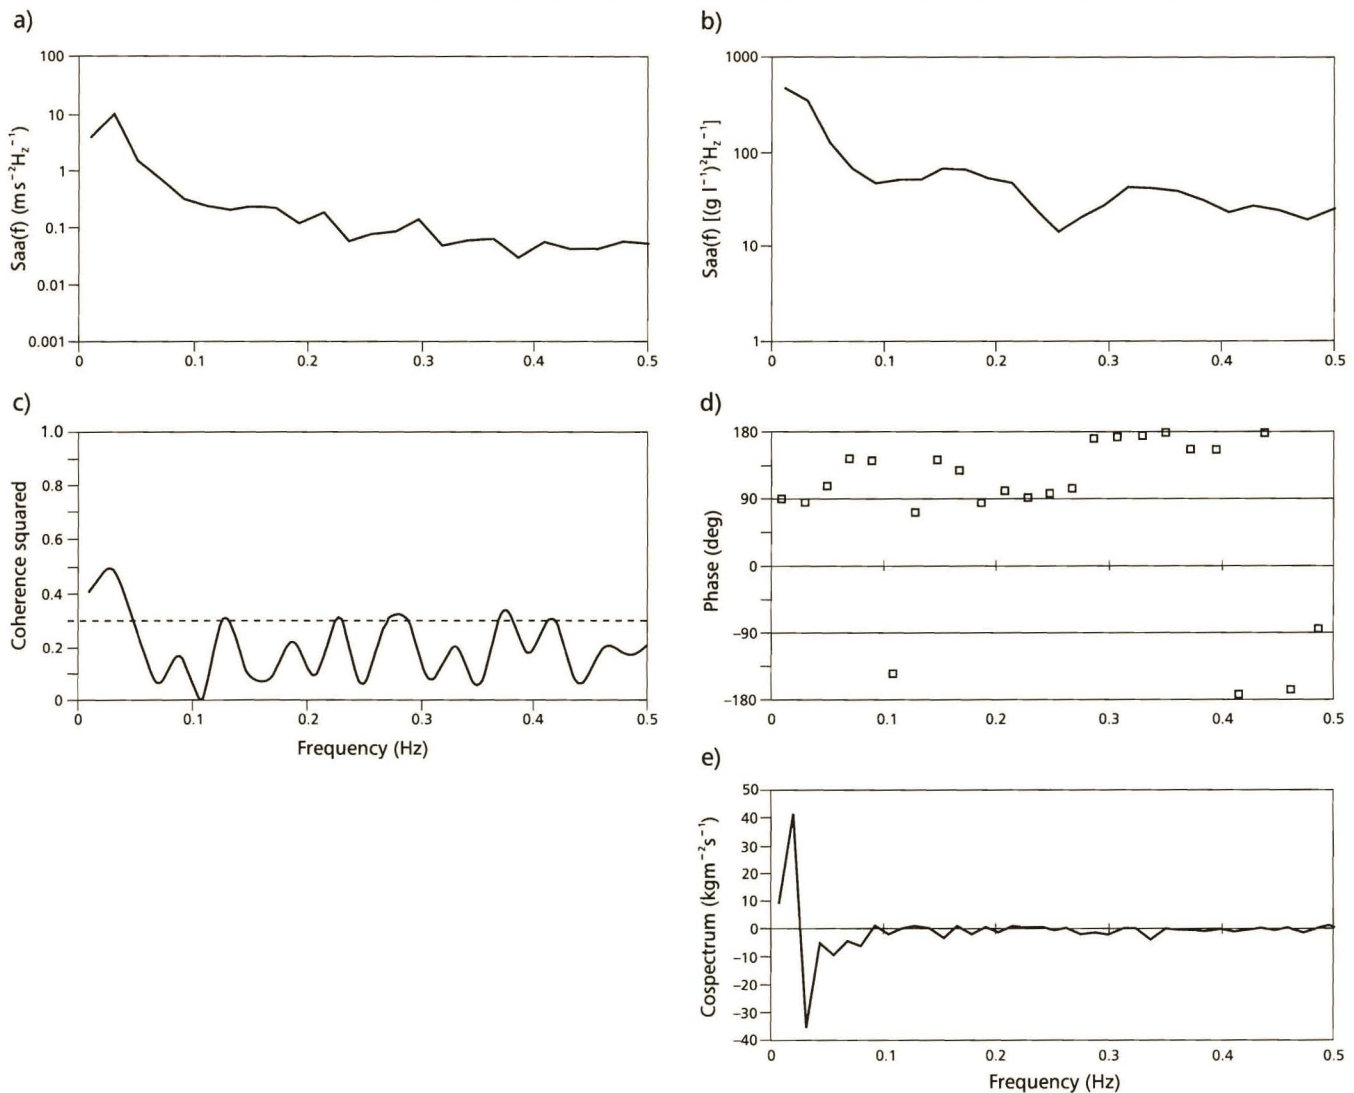 a)
100
10
1
0.1
0.01
0.001
Saa(f) (ms⁻²H_z⁻¹)
0 0.1 0.2 0.3 0.4 0.5
b)
1000
100
10
1
Saa(f) [(g l⁻¹)²H_z⁻¹]
0 0.1 0.2 0.3 0.4 0.5
c)
1.0
0.8
0.6
0.4
0.2
0
Coherence squared
0 0.1 0.2 0.3 0.4 0.5
Frequency (Hz)
d)
180
90
0
−90
−180
Phase (deg)
0 0.1 0.2 0.3 0.4 0.5
e)
50
40
30
20
10
0
−10
−20
−30
−40
Cospectrum (kgm⁻²s⁻¹)
0 0.1 0.2 0.3 0.4 0.5
Frequency (Hz)